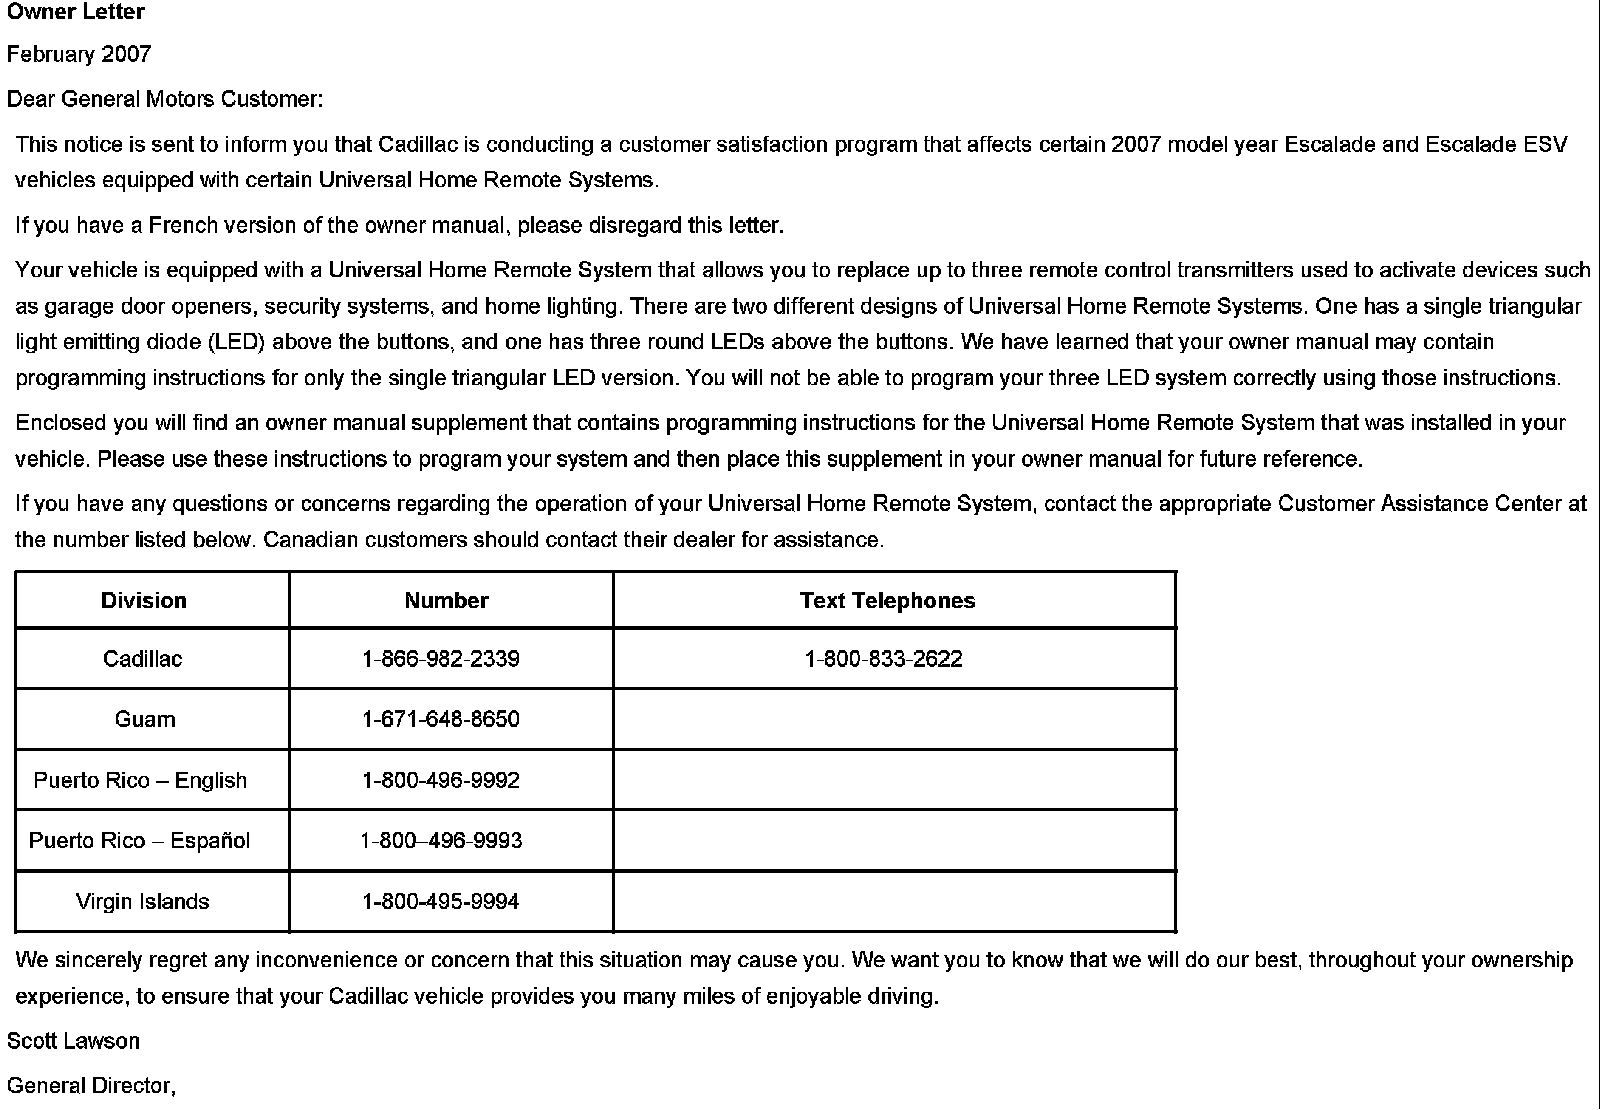 Owner Letter
February 2007
Dear General Motors Customer:
This notice is sent to inform you that Cadillac is conducting a customer satisfaction program that affects certain 2007 model year Escalade and Escalade ESV
vehicles equipped with certain Universal Home Remote Systems.
If you have a French version of the owner manual, please disregard this letter.
Your vehicle is equipped with a Universal Home Remote System that allows you to replace up to three remote control transmitters used to activate devices such
as garage door openers, security systems, and home lighting. There are two different designs of Universal Home Remote Systems. One has a single triangular
light emitting diode (LED) above the buttons, and one has three round LEDs above the buttons. We have learned that your owner manual may contain
programming instructions for only the single triangular LED version. You will not be able to program your three LED system correctly using those instructions.
Enclosed you will find an owner manual supplement that contains programming instructions for the Universal Home Remote System that was installed in your
vehicle. Please use these instructions to program your system and then place this supplement in your owner manual for future reference.
If you have any questions or concerns regarding the operation of your Universal Home Remote System, contact the appropriate Customer Assistance Center at
the number listed below. Canadian customers should contact their dealer for assistance.
Division Number Text Telephones
Cadillac 1-866-982-2339 1-800-833-2622
Guam 1-671-648-8650
Puerto Rico – English 1-800-496-9992
Puerto Rico – Español 1-800–496-9993
Virgin Islands 1-800-495-9994
We sincerely regret any inconvenience or concern that this situation may cause you. We want you to know that we will do our best, throughout your ownership
experience, to ensure that your Cadillac vehicle provides you many miles of enjoyable driving.
Scott Lawson
General Director,